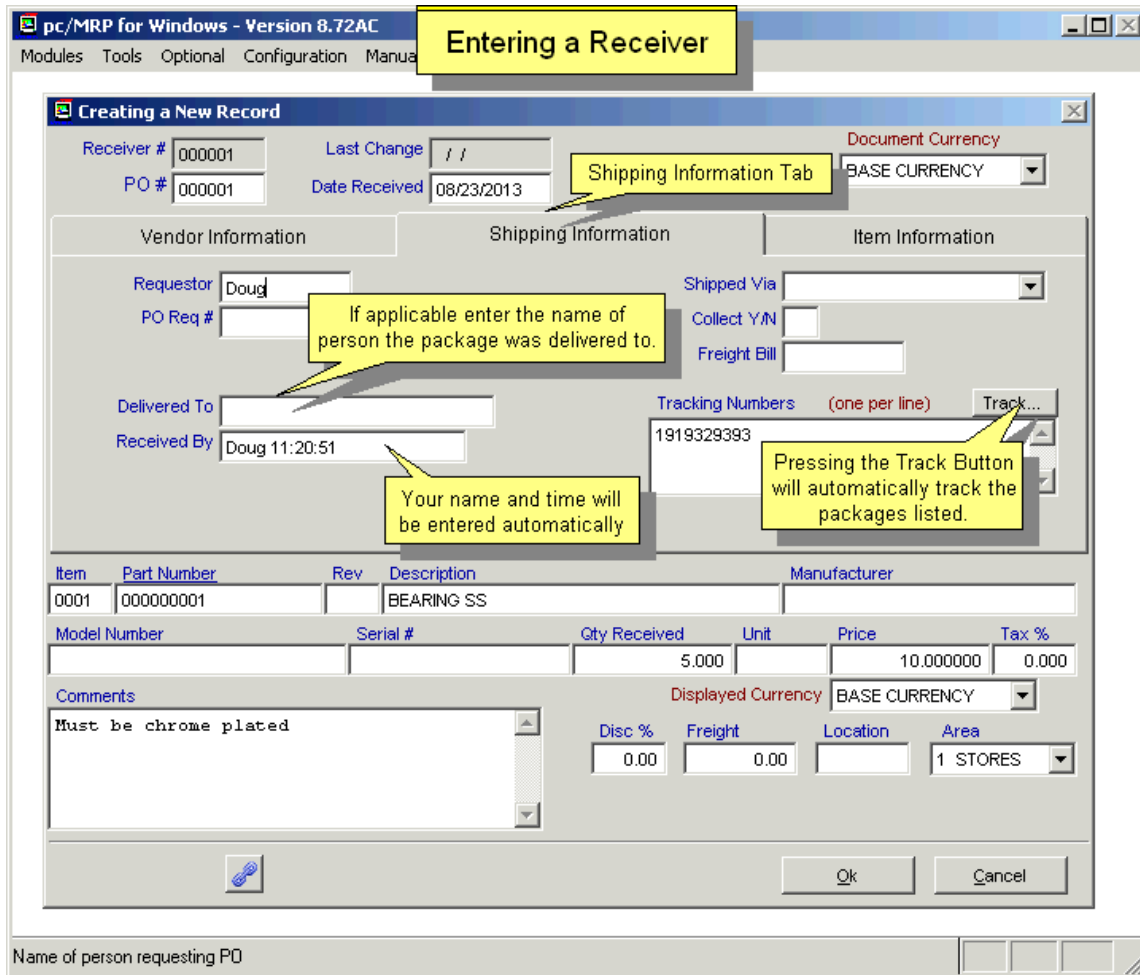 pc/MRP for Windows - Version 8.72AC
Entering a Receiver
Modules Tools Optional Configuration Manua
Creating a New Record
Receiver # 000001 Last Change / / Document Currency
PO # 000001 Date Received 08/23/2013 BASE CURRENCY
Shipping Information Tab
Vendor Information Shipping Information Item Information
Requestor Doug Shipped Via
PO Req # Collect Y/N
If applicable enter the name of
person the package was delivered to.
Freight Bill
Delivered To Tracking Numbers (one per line) Track...
Received By Doug 11:20:51 1919329393
Your name and time will
be entered automatically
Pressing the Track Button
will automatically track the
packages listed.
Item Part Number Rev Description Manufacturer
0001 000000001 BEARING SS
Model Number Serial # Qty Received Unit Price Tax %
5.000 10.000000 0.000
Comments Displayed Currency BASE CURRENCY
Must be chrome plated
Disc % Freight Location Area
0.00 0.00 1 STORES
Ok Cancel
Name of person requesting PO